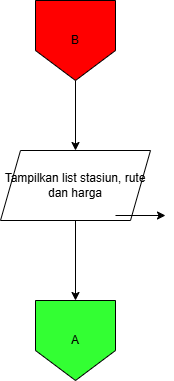 B
Tampilkan list stasiun, rute
dan harga
A